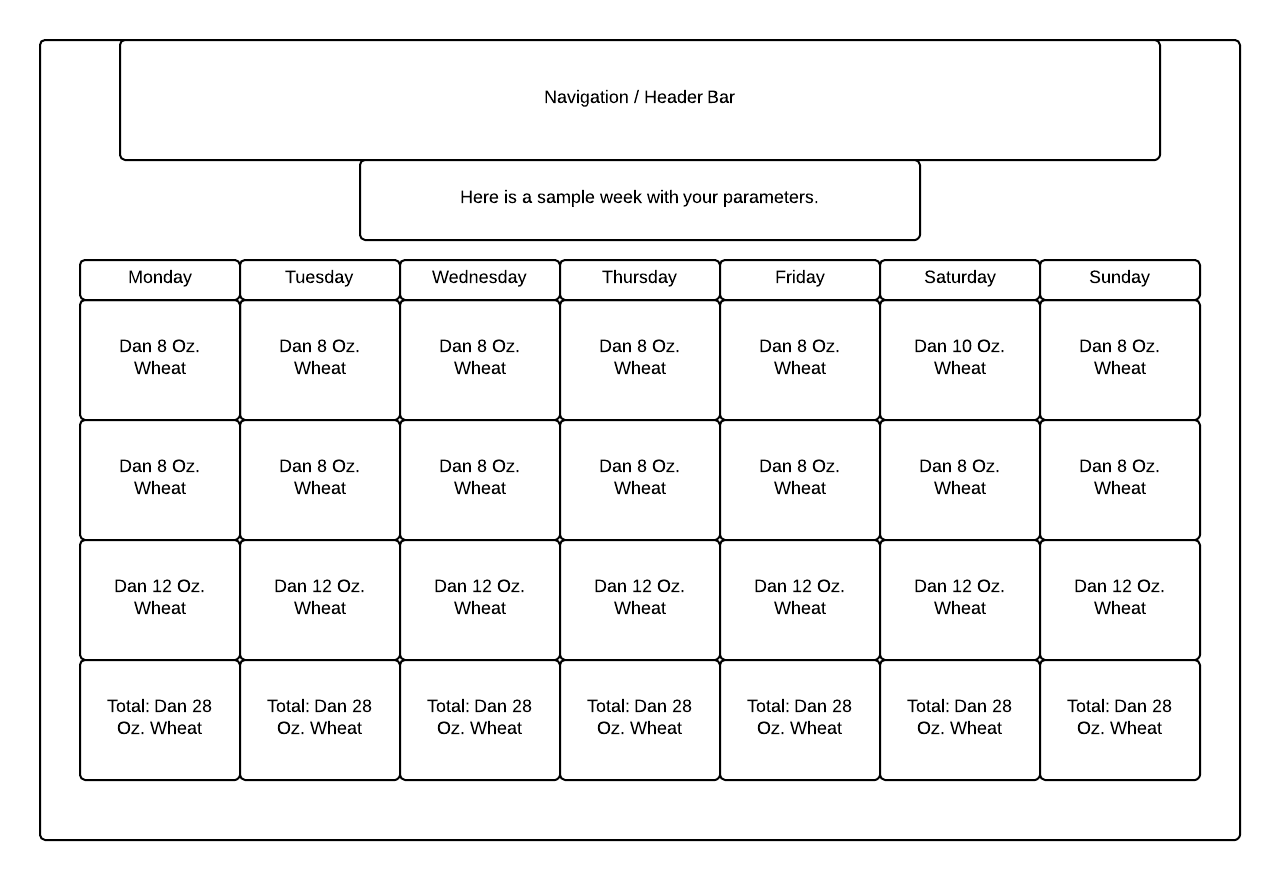 Navigation / Header Bar
Here is a sample week with your parameters.
Monday Tuesday Wednesday Thursday Friday Saturday Sunday
Dan 8 Oz. Dan 8 Oz. Dan 8 Oz. Dan 8 Oz. Dan 8 Oz. Dan 10 Oz. Dan 8 Oz.
Wheat Wheat Wheat Wheat Wheat Wheat Wheat
Dan 8 Oz. Dan 8 Oz. Dan 8 Oz. Dan 8 Oz. Dan 8 Oz. Dan 8 Oz. Dan 8 Oz.
Wheat Wheat Wheat Wheat Wheat Wheat Wheat
Dan 12 Oz. Dan 12 Oz. Dan 12 Oz. Dan 12 Oz. Dan 12 Oz. Dan 12 Oz. Dan 12 Oz.
Wheat Wheat Wheat Wheat Wheat Wheat Wheat
Total: Dan 28 Total: Dan 28 Total: Dan 28 Total: Dan 28 Total: Dan 28 Total: Dan 28 Total: Dan 28
Oz. Wheat Oz. Wheat Oz. Wheat Oz. Wheat Oz. Wheat Oz. Wheat Oz. Wheat